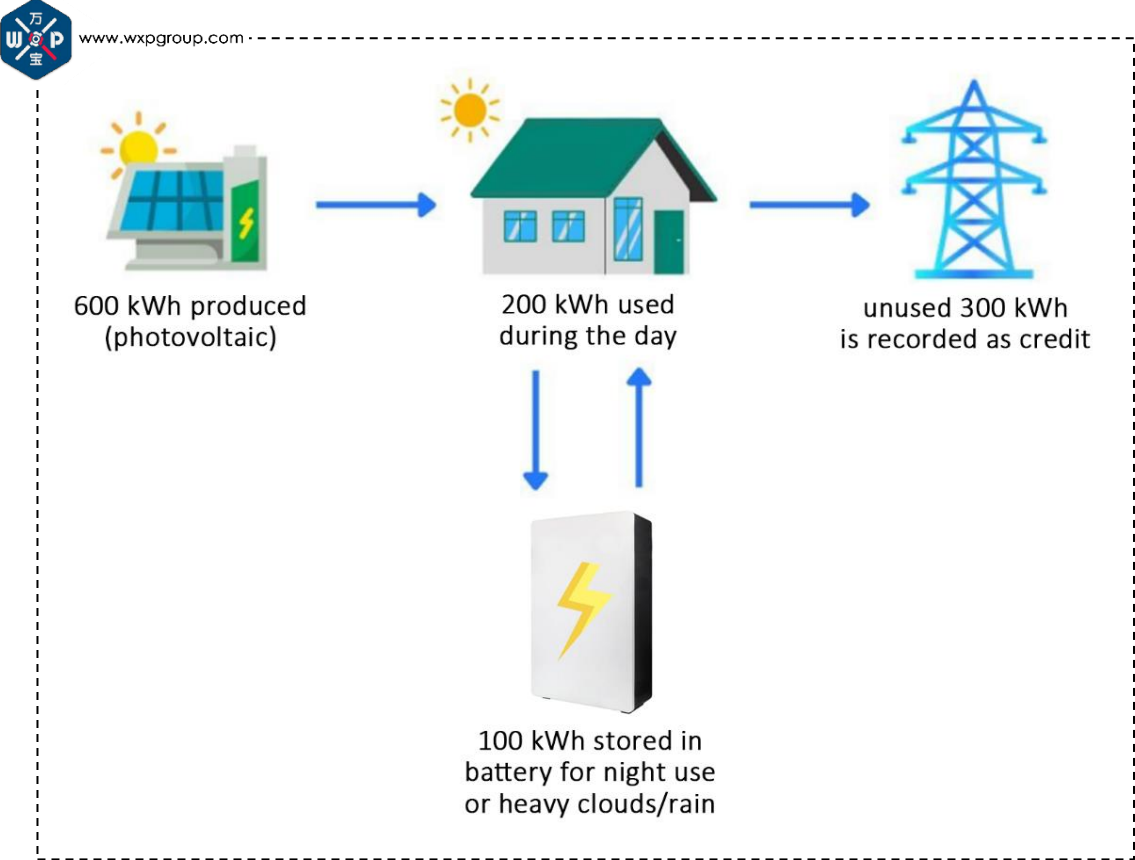 万
W P
宝
www.wxpgroup.com
600 kWh produced
(photovoltaic)
200 kWh used
during the day
unused 300 kWh
is recorded as credit
100 kWh stored in
battery for night use
or heavy clouds/rain